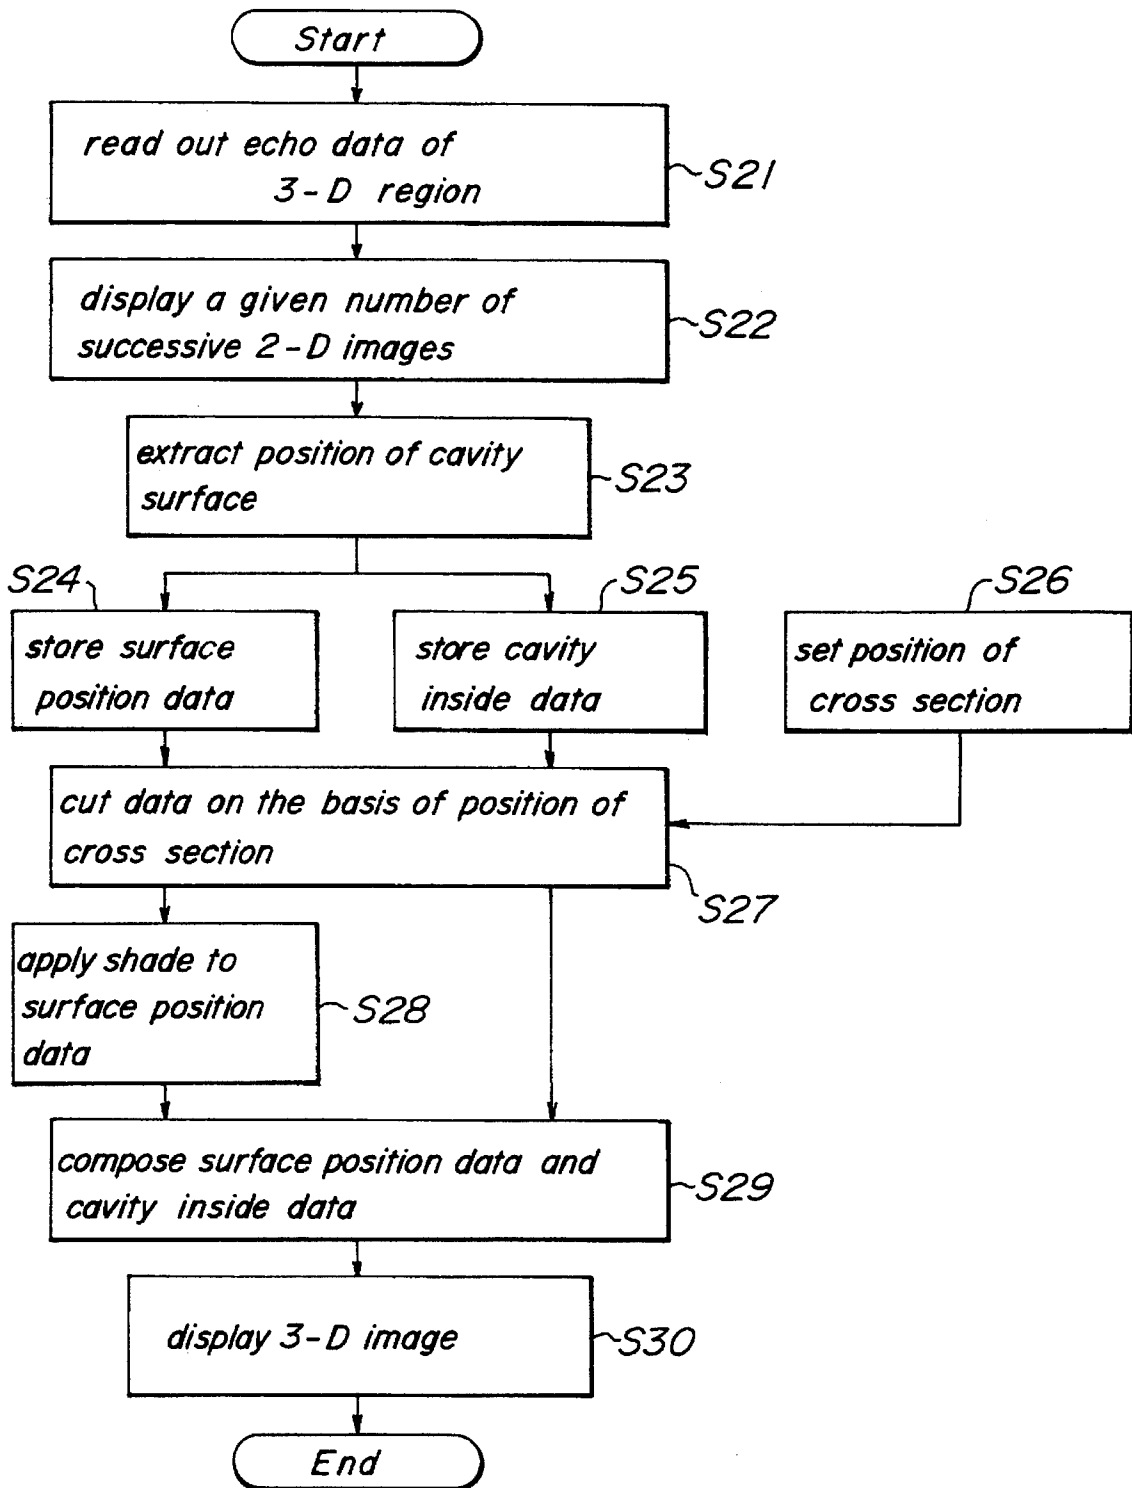 Start
read out echo data of
3-D region
S21
display a given number of
successive 2-D images
S22
extract position of cavity
surface
S23
S24
store surface
position data
S25
store cavity
inside data
S26
set position of
cross section
cut data on the basis of position of
cross section
S27
apply shade to
surface position
data
S28
compose surface position data and
cavity inside data
S29
display 3-D image
S30
End